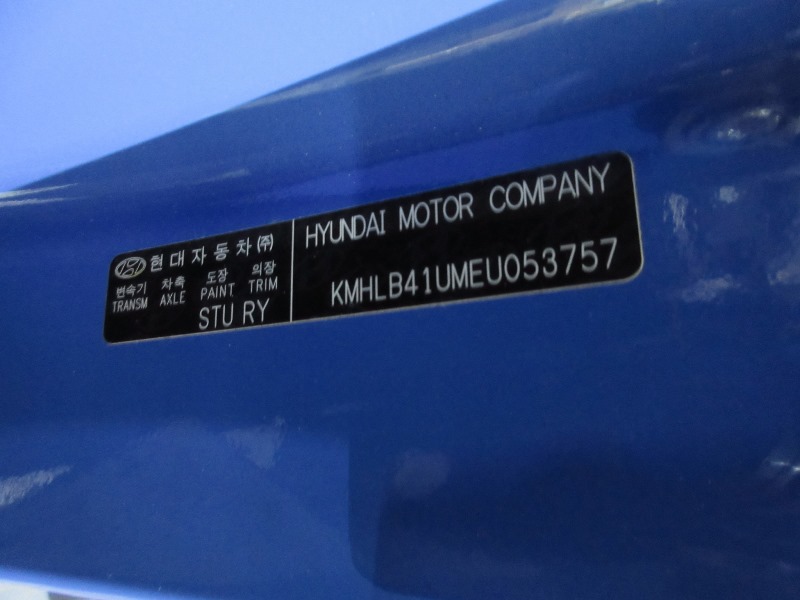 현대자동차(주)
변속기 차축 도장 의장
TRANSM AXLE PAINT TRIM
STU RY
HYUNDAI MOTOR COMPANY
KMHLB41UMEU053757